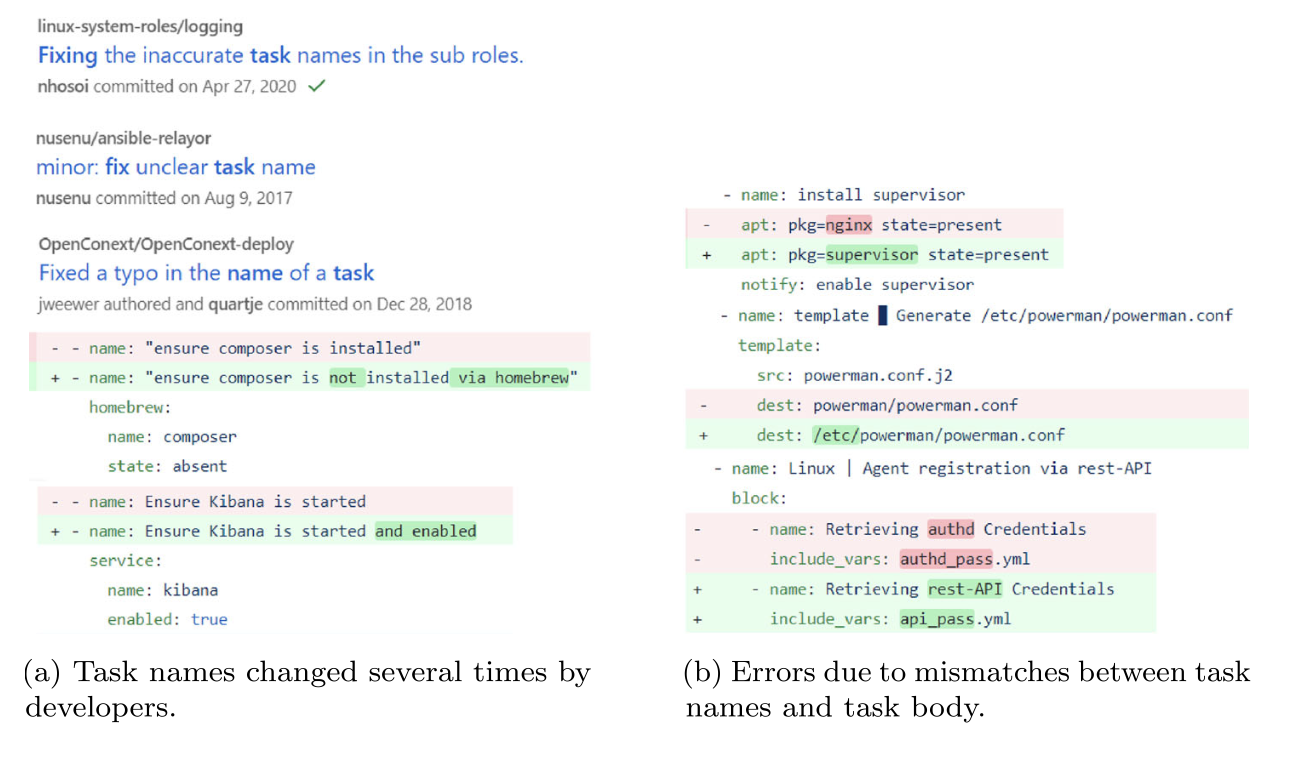 linux-system-roles/logging
Fixing the inaccurate task names in the sub roles.
nhosoi committed on Apr 27, 2020 ✓
nusenu/ansible-relayor
minor: fix unclear task name
nusenu committed on Aug 9, 2017
OpenConext/OpenConext-deploy
Fixed a typo in the name of a task
jweewer authored and quartje committed on Dec 28, 2018
- - name: "ensure composer is installed"
+ - name: "ensure composer is not installed via homebrew"
homebrew:
name: composer
state: absent
- - name: Ensure Kibana is started
+ - name: Ensure Kibana is started and enabled
service:
name: kibana
enabled: true
(a) Task names changed several times by
developers.
- name: install supervisor
- apt: pkg=nginx state=present
+ apt: pkg=supervisor state=present
notify: enable supervisor
- name: template █ Generate /etc/powerman/powerman.conf
template:
src: powerman.conf.j2
- dest: powerman/powerman.conf
+ dest: /etc/powerman/powerman.conf
- name: Linux | Agent registration via rest-API
block:
- - name: Retrieving authd Credentials
- include_vars: authd_pass.yml
+ - name: Retrieving rest-API Credentials
+ include_vars: api_pass.yml
(b) Errors due to mismatches between task
names and task body.